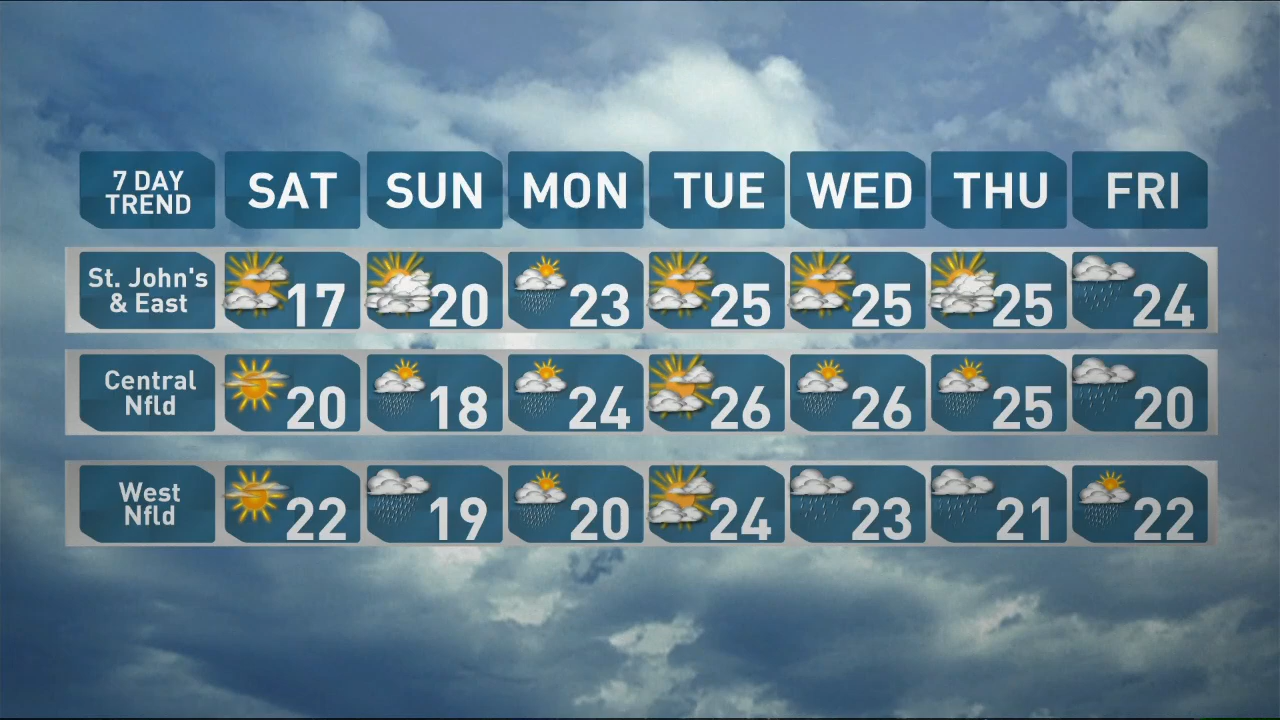 7 DAY
TREND
SAT SUN MON TUE WED THU FRI
St. John's
& East
17 20 23 25 25 25 24
Central
Nfld
20 18 24 26 26 25 20
West
Nfld
22 19 20 24 23 21 22